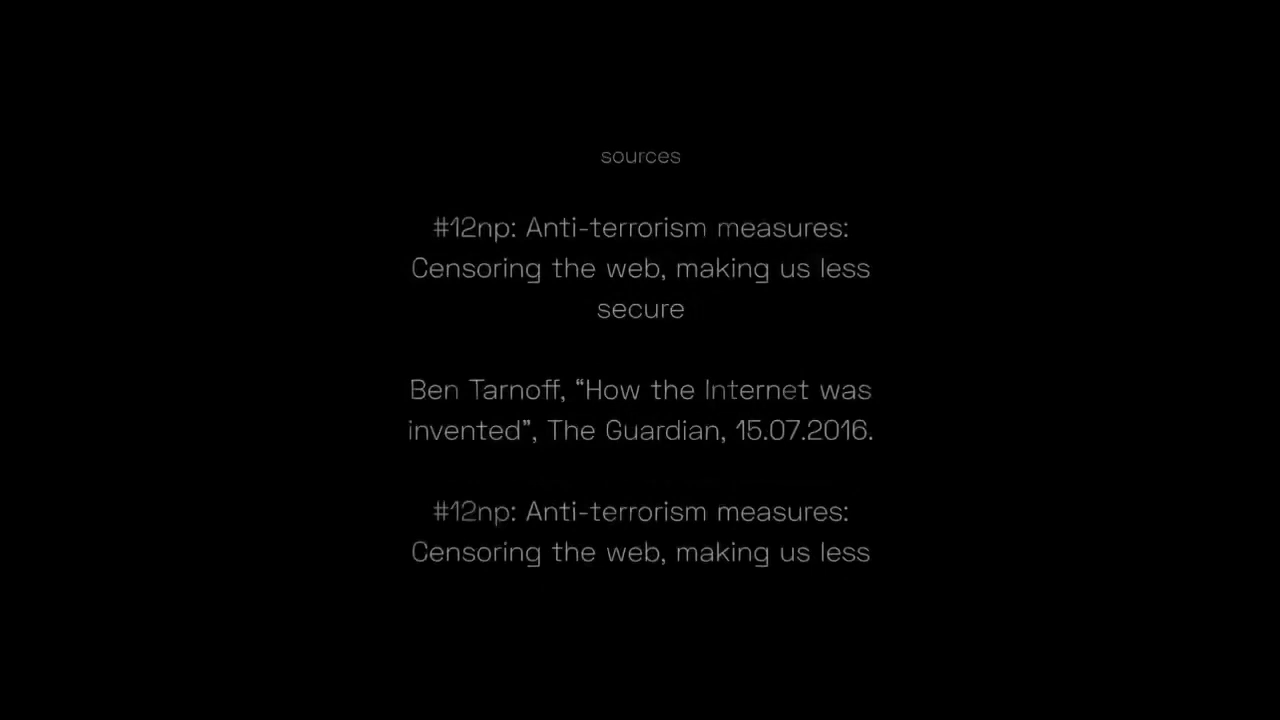 sources
#12np: Anti-terrorism measures:
Censoring the web, making us less
secure
Ben Tarnoff, “How the Internet was
invented”, The Guardian, 15.07.2016.
#12np: Anti-terrorism measures:
Censoring the web, making us less